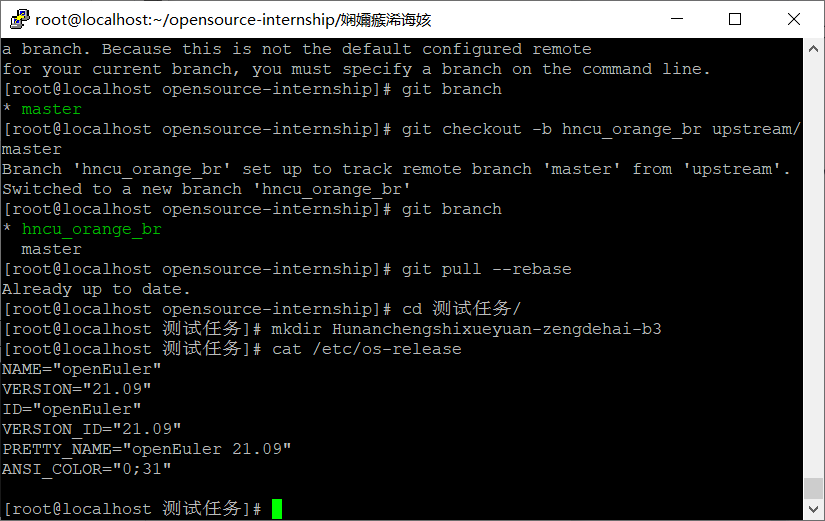 root@localhost:~/opensource-internship/娴嬭瘯浠诲姟
a branch. Because this is not the default configured remote
for your current branch, you must specify a branch on the command line.
[root@localhost opensource-internship]# git branch
* master
[root@localhost opensource-internship]# git checkout -b hncu_orange_br upstream/
master
Branch 'hncu_orange_br' set up to track remote branch 'master' from 'upstream'.
Switched to a new branch 'hncu_orange_br'
[root@localhost opensource-internship]# git branch
* hncu_orange_br
  master
[root@localhost opensource-internship]# git pull --rebase
Already up to date.
[root@localhost opensource-internship]# cd 测试任务/
[root@localhost 测试任务]# mkdir Hunanchengshixueyuan-zengdehai-b3
[root@localhost 测试任务]# cat /etc/os-release
NAME="openEuler"
VERSION="21.09"
ID="openEuler"
VERSION_ID="21.09"
PRETTY_NAME="openEuler 21.09"
ANSI_COLOR="0;31"
[root@localhost 测试任务]#